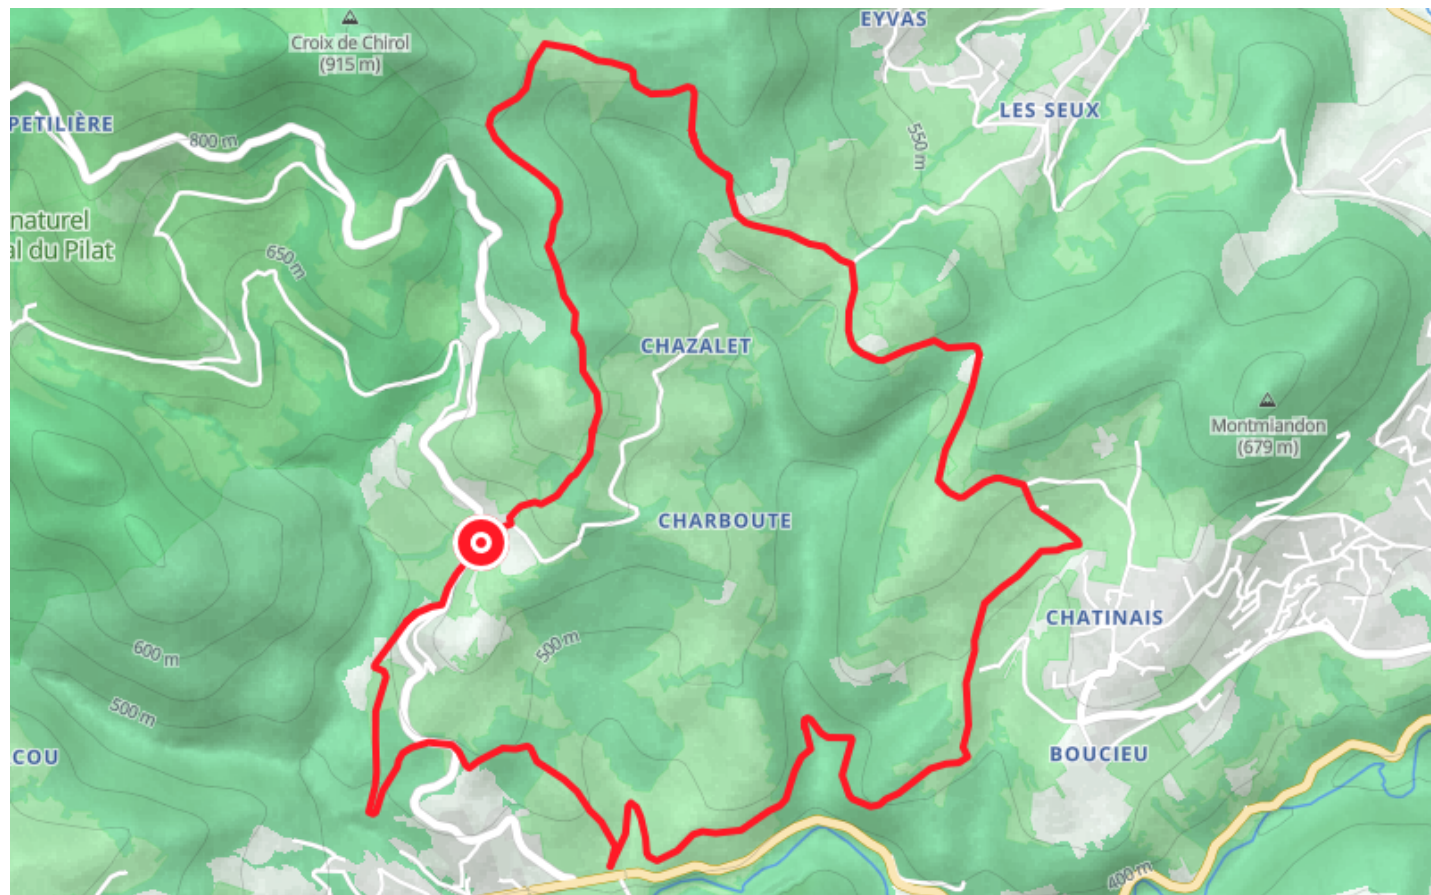 EYVAS
Croix de Chirol
(915 m)
LES SEUX
PETILIÈRE
800 m
550 m
naturel
al du Pilat
650 m
CHAZALET
Montmiandon
(679 m)
CHARBOUTE
CHATINAIS
500 m
600 m
500 m
COU
BOUCIEU
400 m